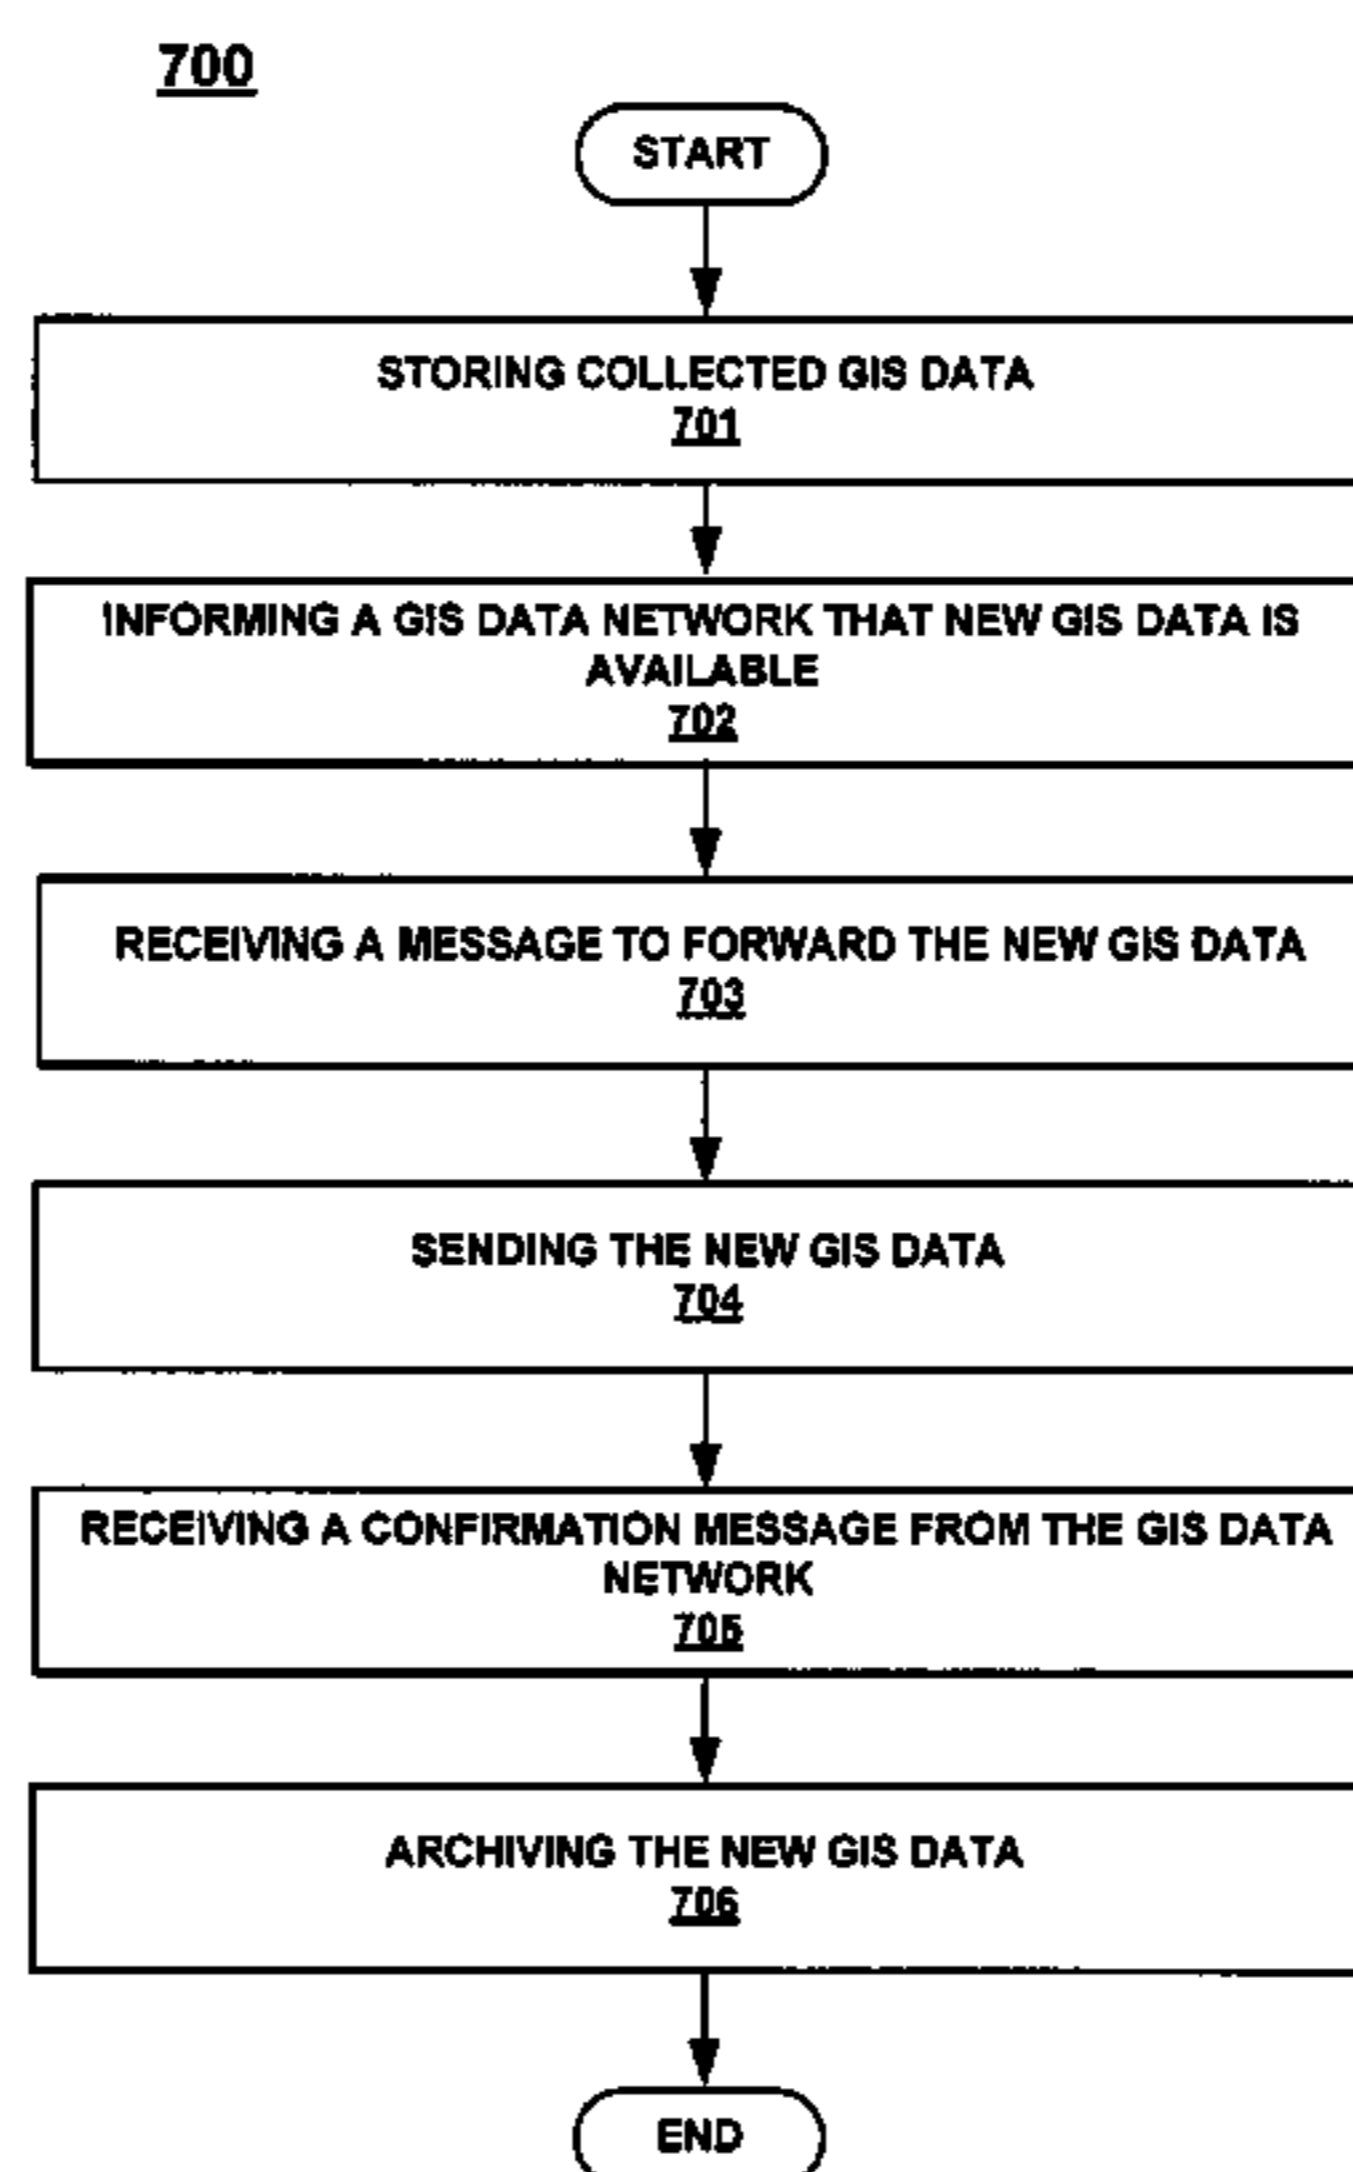 700
START
STORING COLLECTED GIS DATA
701
INFORMING A GIS DATA NETWORK THAT NEW GIS DATA IS
AVAILABLE
702
RECEIVING A MESSAGE TO FORWARD THE NEW GIS DATA
703
SENDING THE NEW GIS DATA
704
RECEIVING A CONFIRMATION MESSAGE FROM THE GIS DATA
NETWORK
705
ARCHIVING THE NEW GIS DATA
706
END